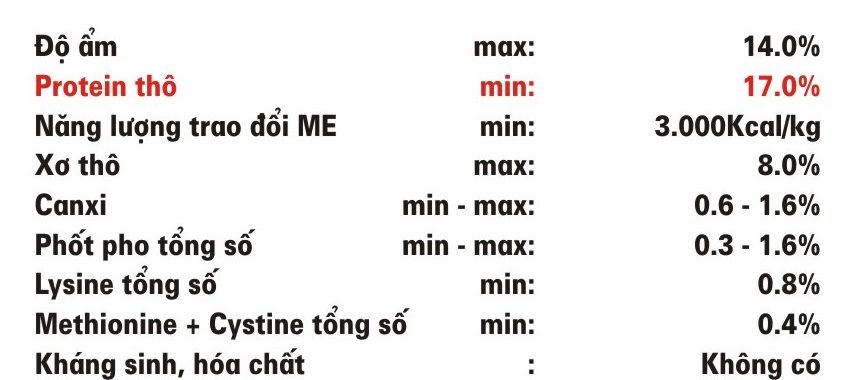 Độ ẩm max: 14.0%
Protein thô min: 17.0%
Năng lượng trao đổi ME min: 3.000Kcal/kg
Xơ thô max: 8.0%
Canxi min - max: 0.6 - 1.6%
Phốt pho tổng số min - max: 0.3 - 1.6%
Lysine tổng số min: 0.8%
Methionine + Cystine tổng số min: 0.4%
Kháng sinh, hóa chất : Không có